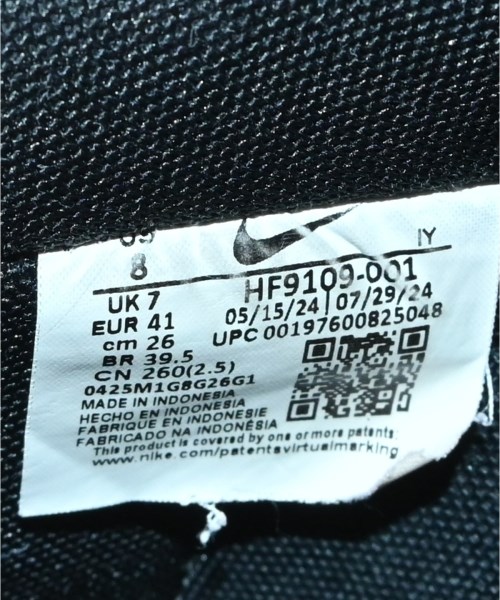 US
8
UK 7
EUR 41
cm 26
BR 39.5
CN 260(2.5)
0425M1G8G26G1
IY
HF9109-001
05/15/24 | 07/29/24
UPC 00197600825048
MADE IN INDONESIA
HECHO EN INDONESIA
FABRIQUE EN INDONESIE
FABRICADO NA INDONÉSIA
This product is covered by one or more patents:
www.nike.com/patentsvirtualmarking